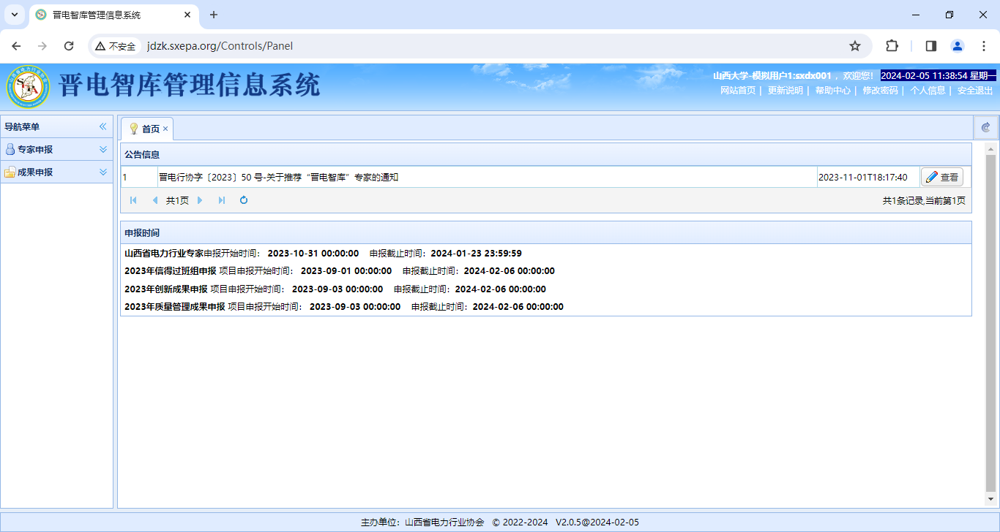 晋电智库管理信息系统
不安全 jdzk.sxepa.org/Controls/Panel
晋电智库管理信息系统
山西大学-模拟用户1:sxdx001 ，欢迎您! 2024-02-05 11:38:54 星期一
网站首页 | 更新说明 | 帮助中心 | 修改密码 | 个人信息 | 安全退出
导航菜单
专家申报
成果申报
首页
公告信息
1 晋电行协字〔2023〕50 号-关于推荐“晋电智库”专家的通知 2023-11-01T18:17:40 查看
共1页 共1条记录,当前第1页
申报时间
山西省电力行业专家申报开始时间： 2023-10-31 00:00:00 申报截止时间：2024-01-23 23:59:59
2023年信得过班组申报 项目申报开始时间： 2023-09-01 00:00:00 申报截止时间：2024-02-06 00:00:00
2023年创新成果申报 项目申报开始时间： 2023-09-03 00:00:00 申报截止时间：2024-02-06 00:00:00
2023年质量管理成果申报 项目申报开始时间： 2023-09-03 00:00:00 申报截止时间：2024-02-06 00:00:00
主办单位：山西省电力行业协会 © 2022-2024 V2.0.5@2024-02-05